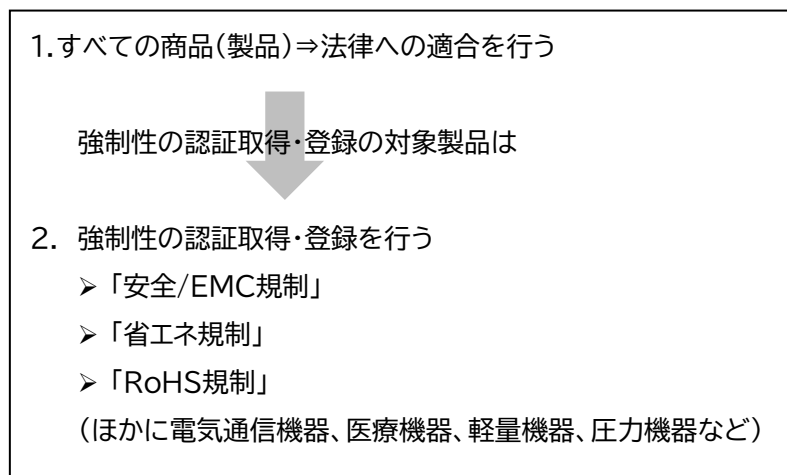 1.すべての商品(製品)⇒法律への適合を行う
強制性の認証取得・登録の対象製品は
2. 強制性の認証取得・登録を行う
➢「安全/EMC規制」
➢「省エネ規制」
➢「RoHS規制」
(ほかに電気通信機器、医療機器、軽量機器、圧力機器など)